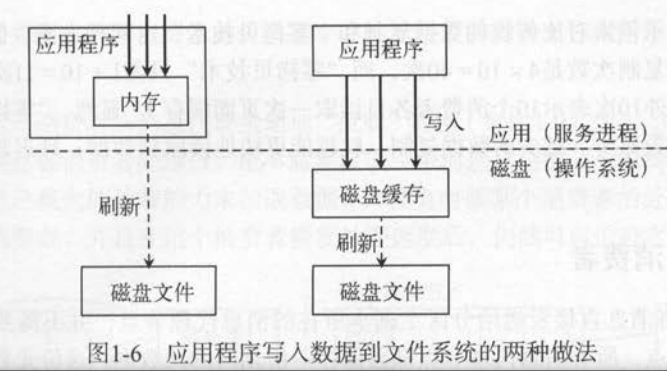 应用程序
内存
刷新
磁盘文件
应用程序
写入
应用（服务进程）
磁盘（操作系统）
磁盘缓存
刷新
磁盘文件
图1-6 应用程序写入数据到文件系统的两种做法